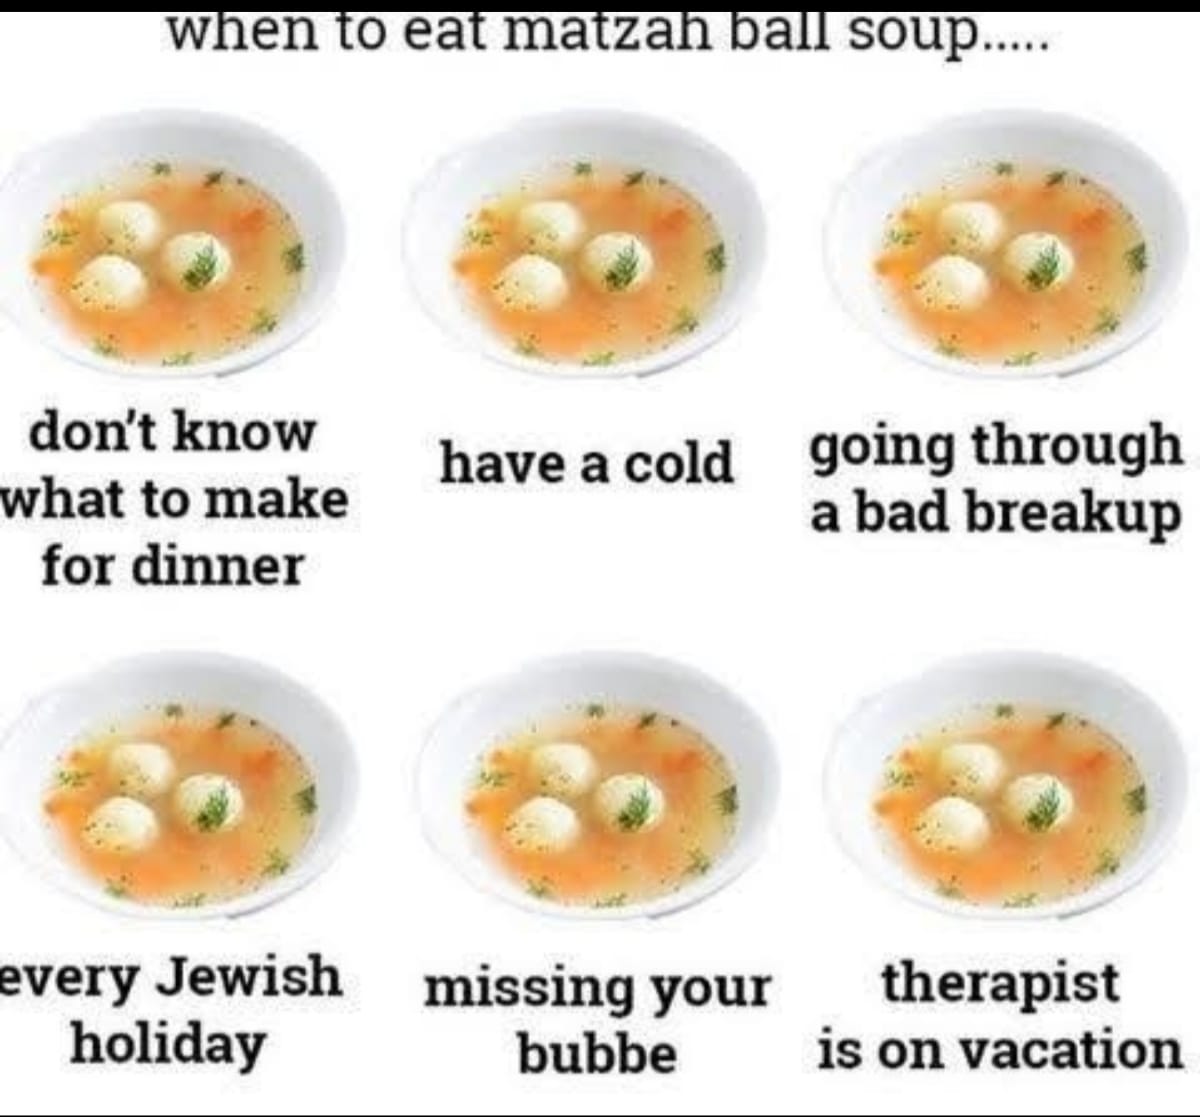 when to eat matzah ball soup.....
don't know
what to make
for dinner
have a cold
going through
a bad breakup
every Jewish
holiday
missing your
bubbe
therapist
is on vacation